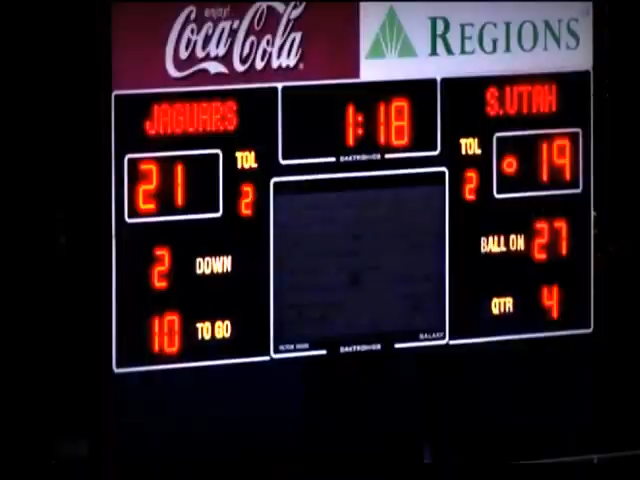 enjoy!
Coca-Cola
REGIONS
JAGUARS
1:18
S.UTAH
DAKTRONICS
21
TOL
2
TOL
2
19
2 DOWN
BALL ON 27
10 TO GO
QTR 4
GALAXY
DAKTRONICS